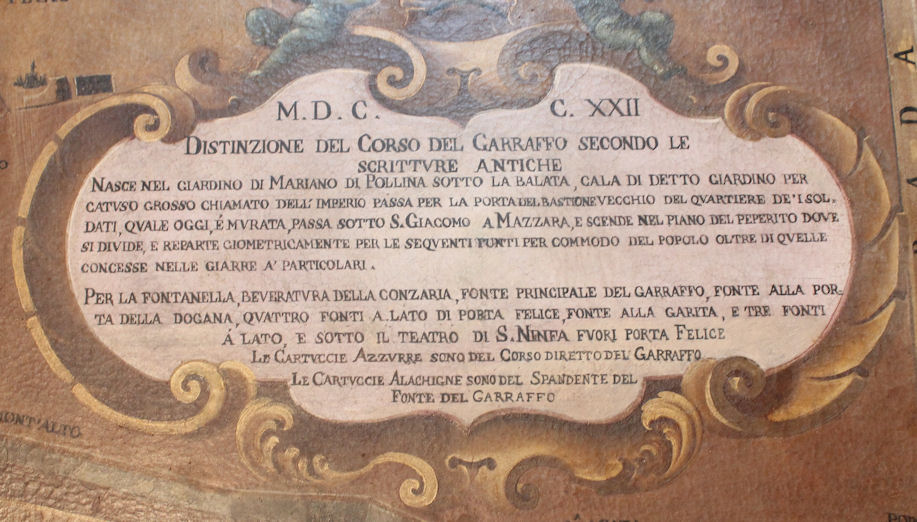 M.D.C. C. XXII
DISTINZIONE DEL CORSO DEL GARRAFFO SECONDO LE
SCRITTVRE ANTICHE
NASCE NEL GIARDINO DI MARIANO DI POLLINA SOTTO LA BALATA, CALA DI DETTO GIARDINO PER
CATVSO GROSSO CHIAMATO DELL'IMPERIO PASSA PER LA PORTA DEL BASTIONE VECCHIO DEL QVARTIERE DE'ISOL.
DATI, QVALE OGGI É MVRATA, PASSA SOTTO S. GIACOMO A MAZZARA, E SCENDE NEL PIANO DEL PEPERITO DOVE
SI DIVIDE, E REPARTE GIOMETRICAMENTE PER LE SEQVENTI FONTI PER COMMODO DEL POPOLO OLTRE DI QVELLE
CONCESSE NELLE GIARRE A' PARTICOLARI.
PER LA FONTANELLA, BEVERATVRA DELLA CONZARIA, FONTE PRINCIPALE DEL GARRAFFO, FONTE ALLA POR-
TA DELLA DOGANA, QVATTRO FONTI A LATO DI PORTA FELICE, FONTE ALLA GARITA, E TRE FONTI
A LATO, E SOTTO IL TEATRO DI S. NINFA FVORI PORTA FELICE
LE CARTVCCIE AZZVRRE SONO DEL CORSO DIRETTO DEL GARRAFFO
LE CARTVCCIE ALACHIGNE SONO DEL SPANDENTE DEL
FONTE DEL GARRAFFO
MONT'ALTO